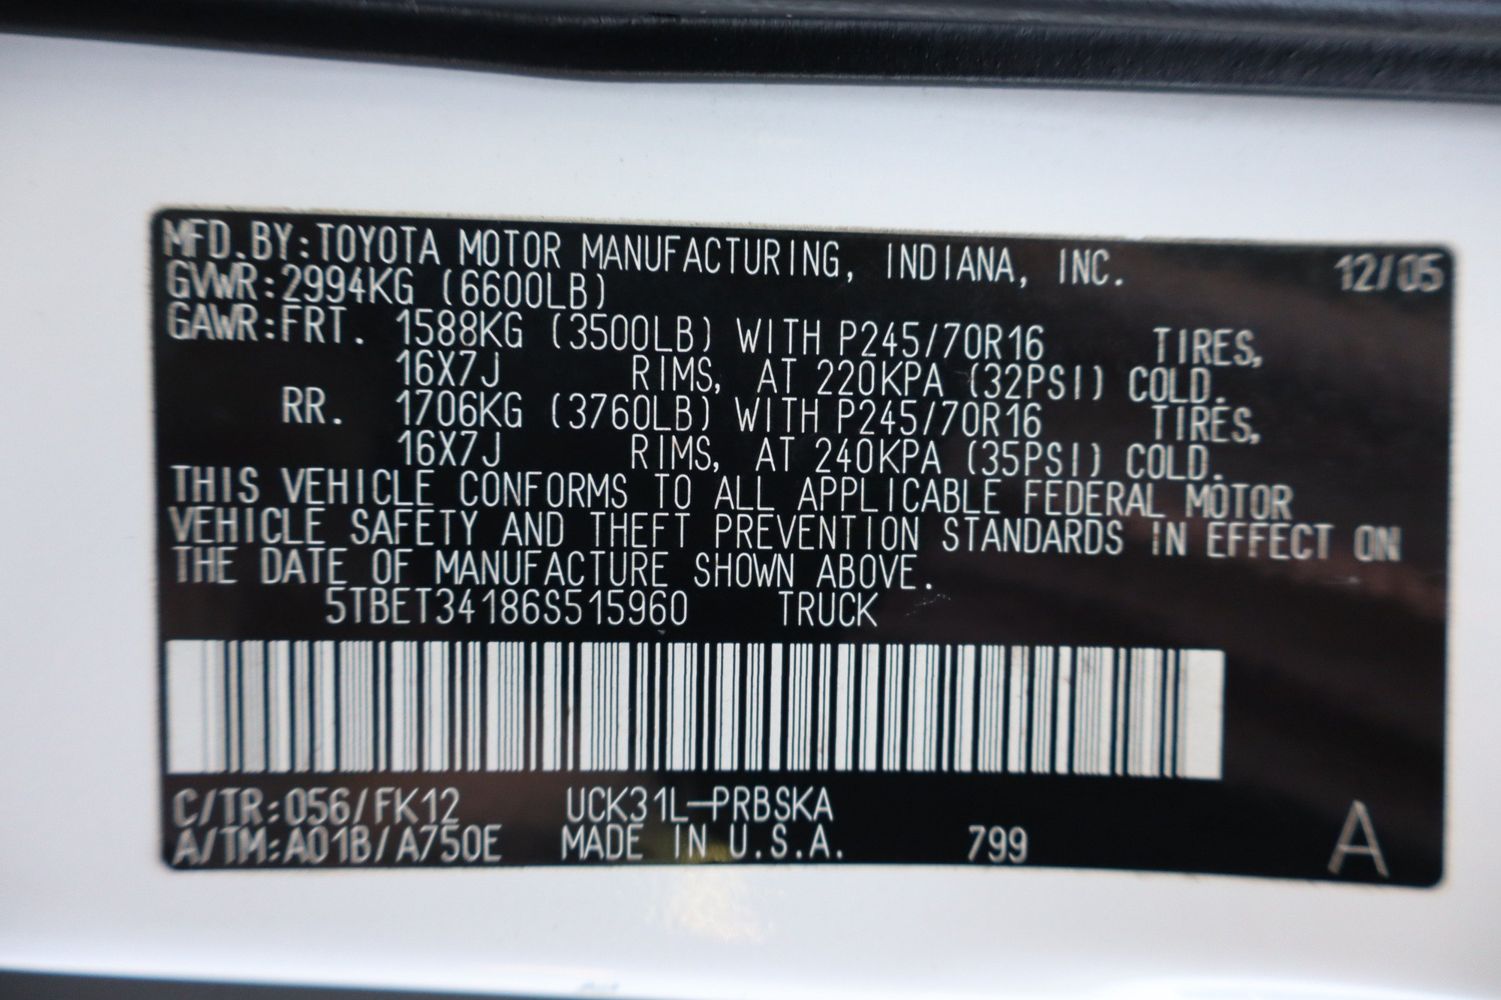 MFD.BY:TOYOTA MOTOR MANUFACTURING, INDIANA, INC. 12/05
GVWR:2994KG (6600LB)
GAWR:FRT. 1588KG (3500LB) WITH P245/70R16 TIRES,
16X7J RIMS, AT 220KPA (32PSI) COLD.
RR. 1706KG (3760LB) WITH P245/70R16 TIRES,
16X7J RIMS, AT 240KPA (35PSI) COLD.
THIS VEHICLE CONFORMS TO ALL APPLICABLE FEDERAL MOTOR
VEHICLE SAFETY AND THEFT PREVENTION STANDARDS IN EFFECT ON
THE DATE OF MANUFACTURE SHOWN ABOVE.
5TBET34186S515960 TRUCK
C/TR:056/FK12 UCK31L-PRBSKA
A/TM:A01B/A750E MADE IN U.S.A. 799 A